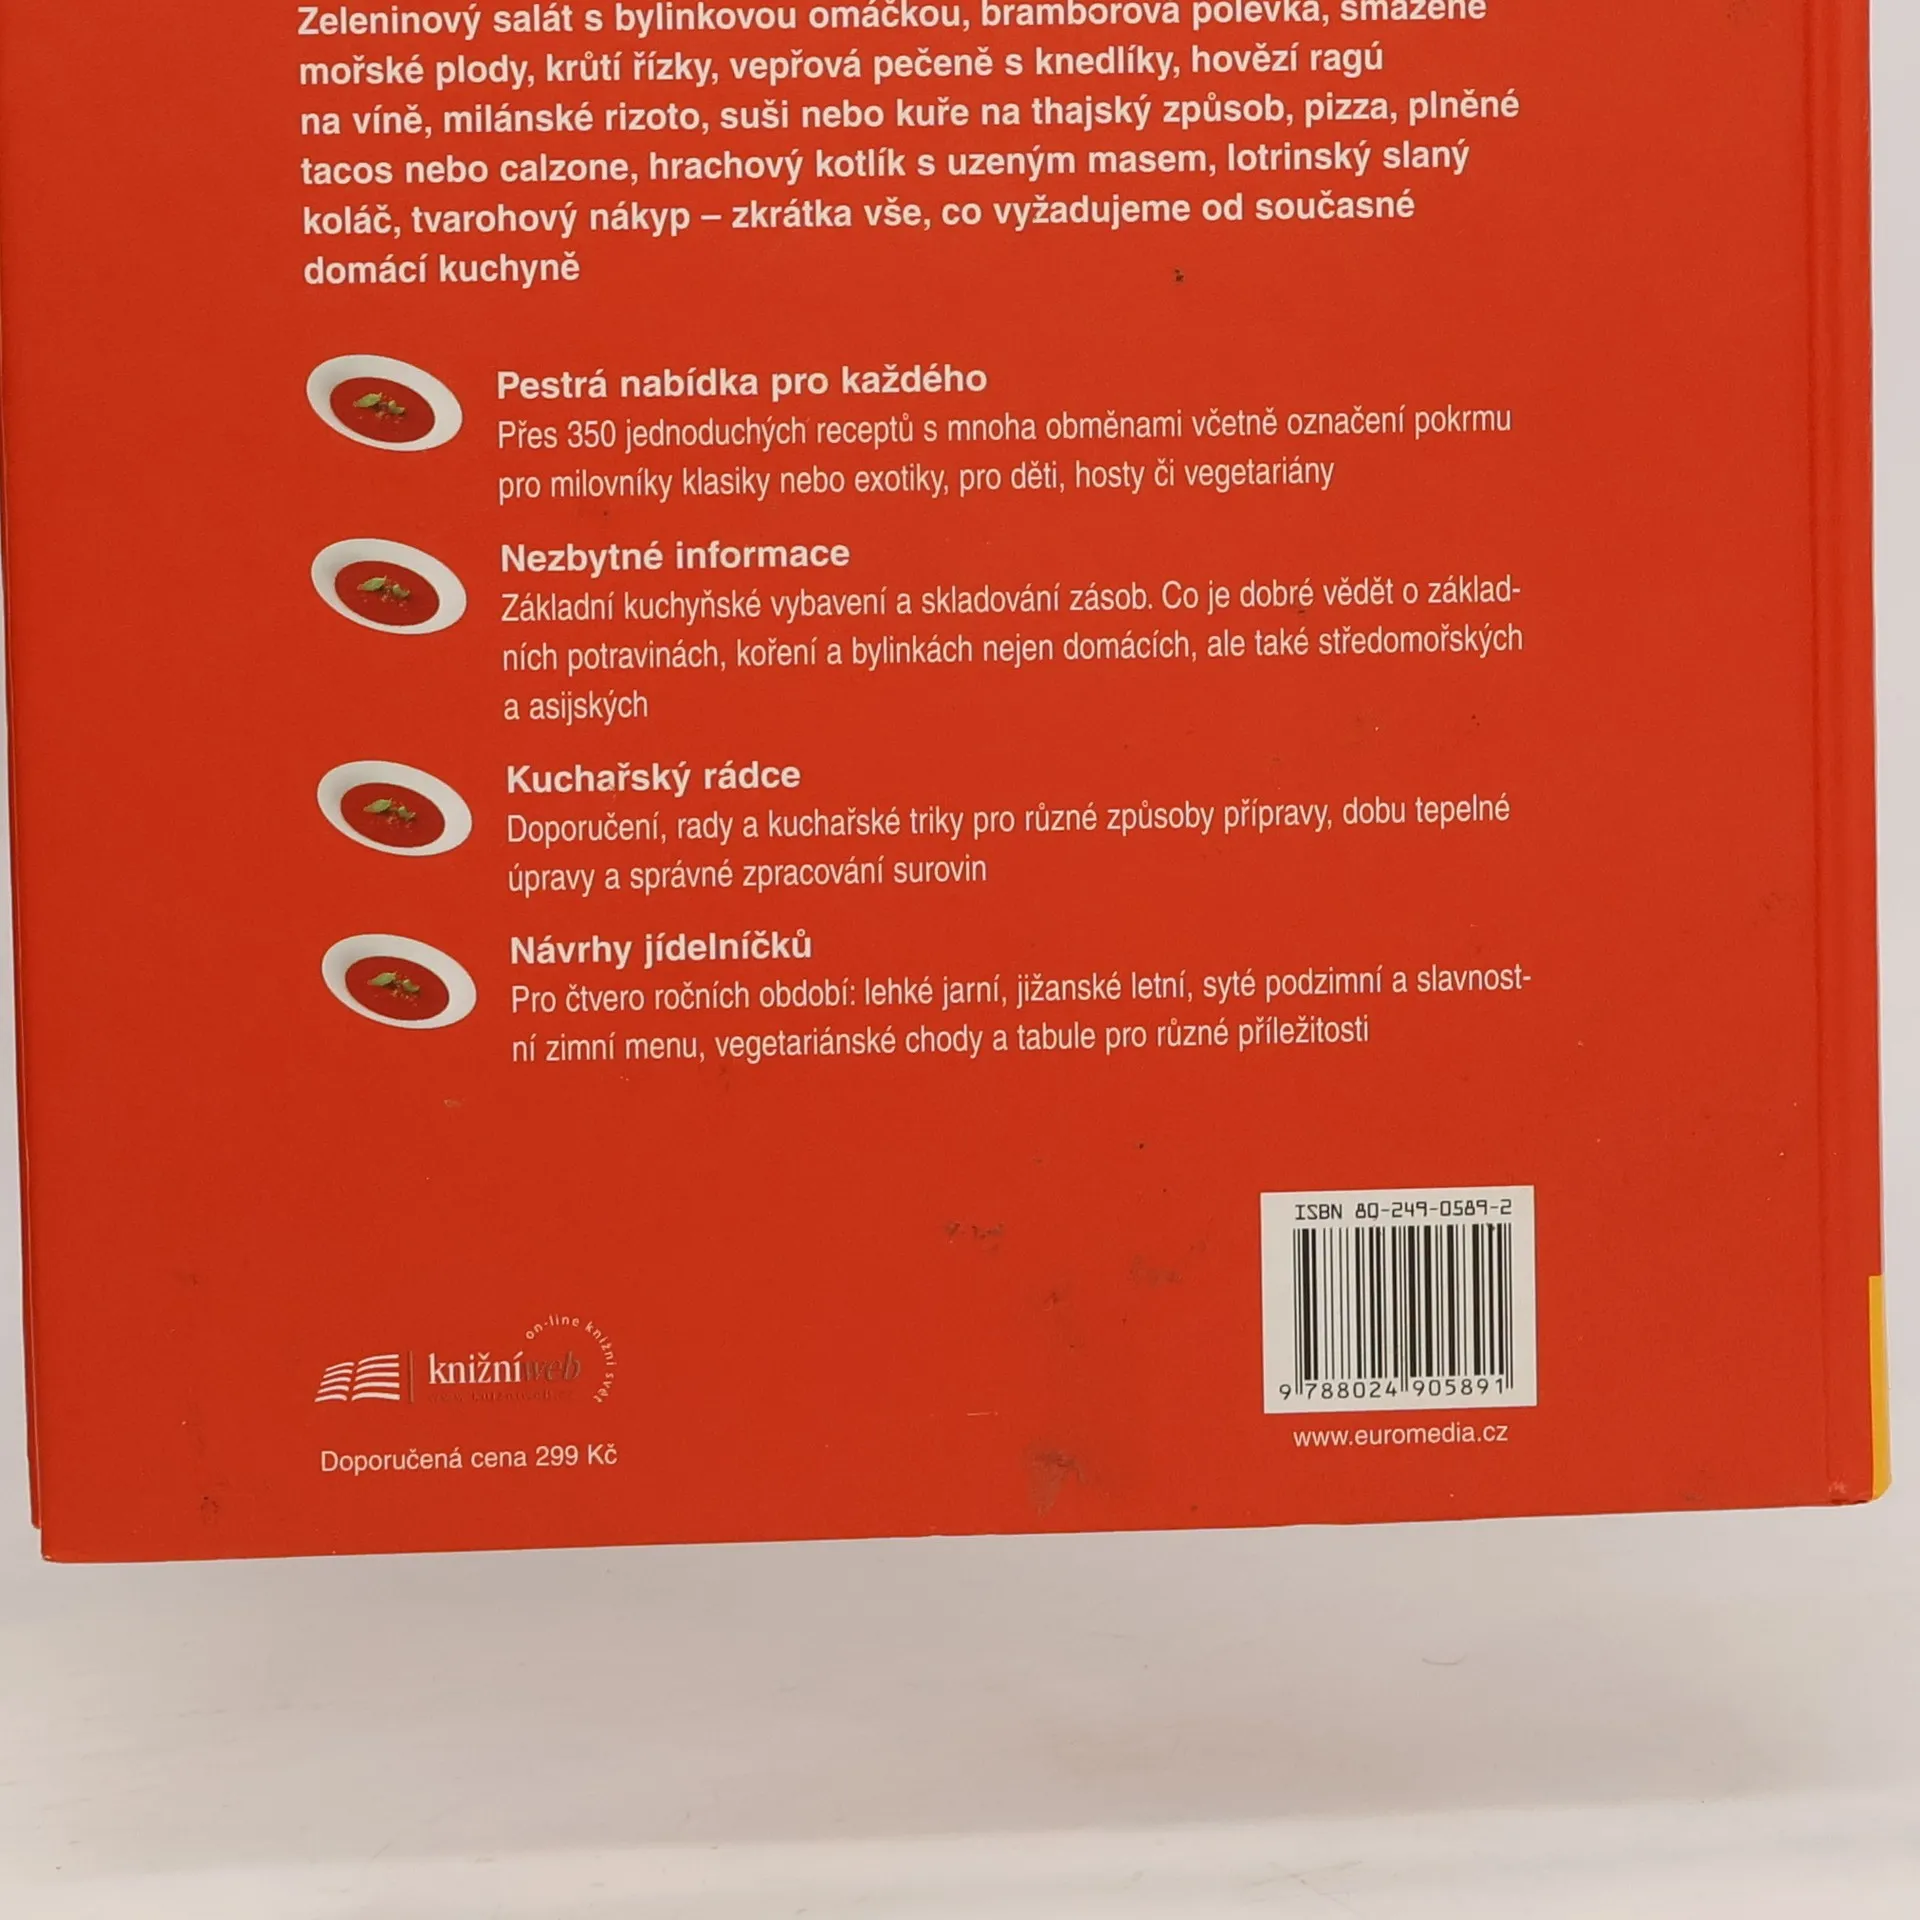 Zeleninový salát s bylinkovou omáčkou, bramborová polévka, smažené
mořské plody, krůtí řízky, vepřová pečeně s knedlíky, hovězí ragú
na víně, milánské rizoto, suši nebo kuře na thajský způsob, pizza, plněné
tacos nebo calzone, hrachový kotlík s uzeným masem, lotrinský slaný
koláč, tvarohový nákyp – zkrátka vše, co vyžadujeme od současné
domácí kuchyně
Pestrá nabídka pro každého
Přes 350 jednoduchých receptů s mnoha obměnami včetně označení pokrmu
pro milovníky klasiky nebo exotiky, pro děti, hosty či vegetariány
Nezbytné informace
Základní kuchyňské vybavení a skladování zásob. Co je dobré vědět o základ-
ních potravinách, koření a bylinkách nejen domácích, ale také středomořských
a asijských
Kuchařský rádce
Doporučení, rady a kuchařské triky pro různé způsoby přípravy, dobu tepelné
úpravy a správné zpracování surovin
Návrhy jídelníčků
Pro čtvero ročních období: lehké jarní, jižanské letní, syté podzimní a slavnost-
ní zimní menu, vegetariánské chody a tabule pro různé příležitosti
ISBN 80-249-0589-2
9 788024 905891
www.euromedia.cz
on-line knižní svět
knižníweb
Doporučená cena 299 Kč